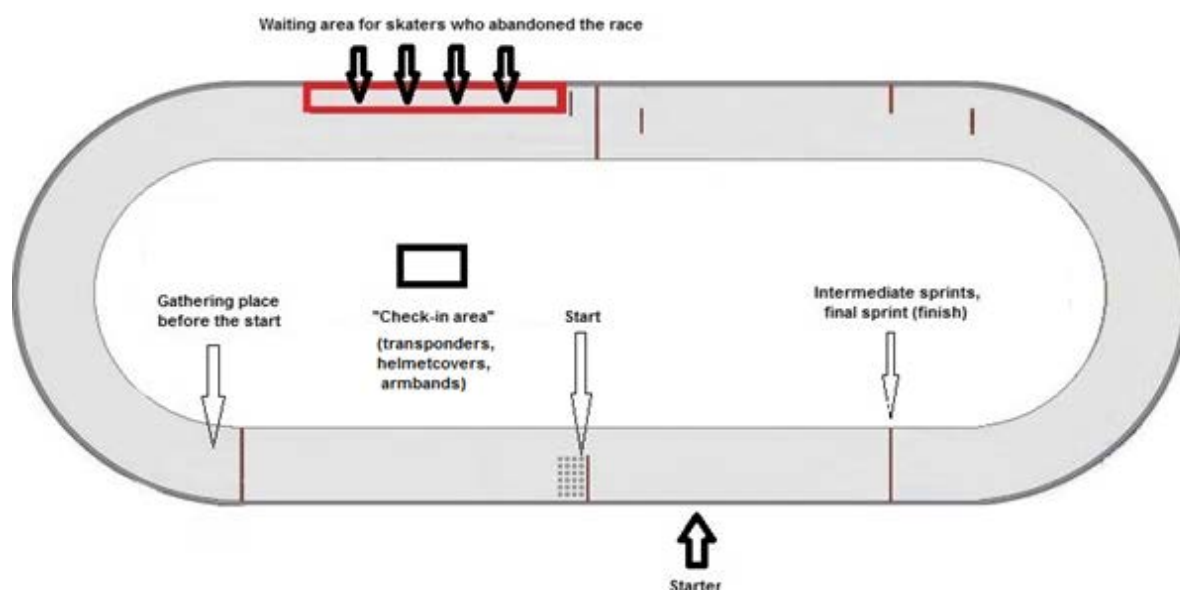 Waiting area for skaters who abandoned the race
Gathering place
before the start
"Check-in area"
(transponders,
helmetcovers,
armbands)
Start
Intermediate sprints,
final sprint (finish)
Starter